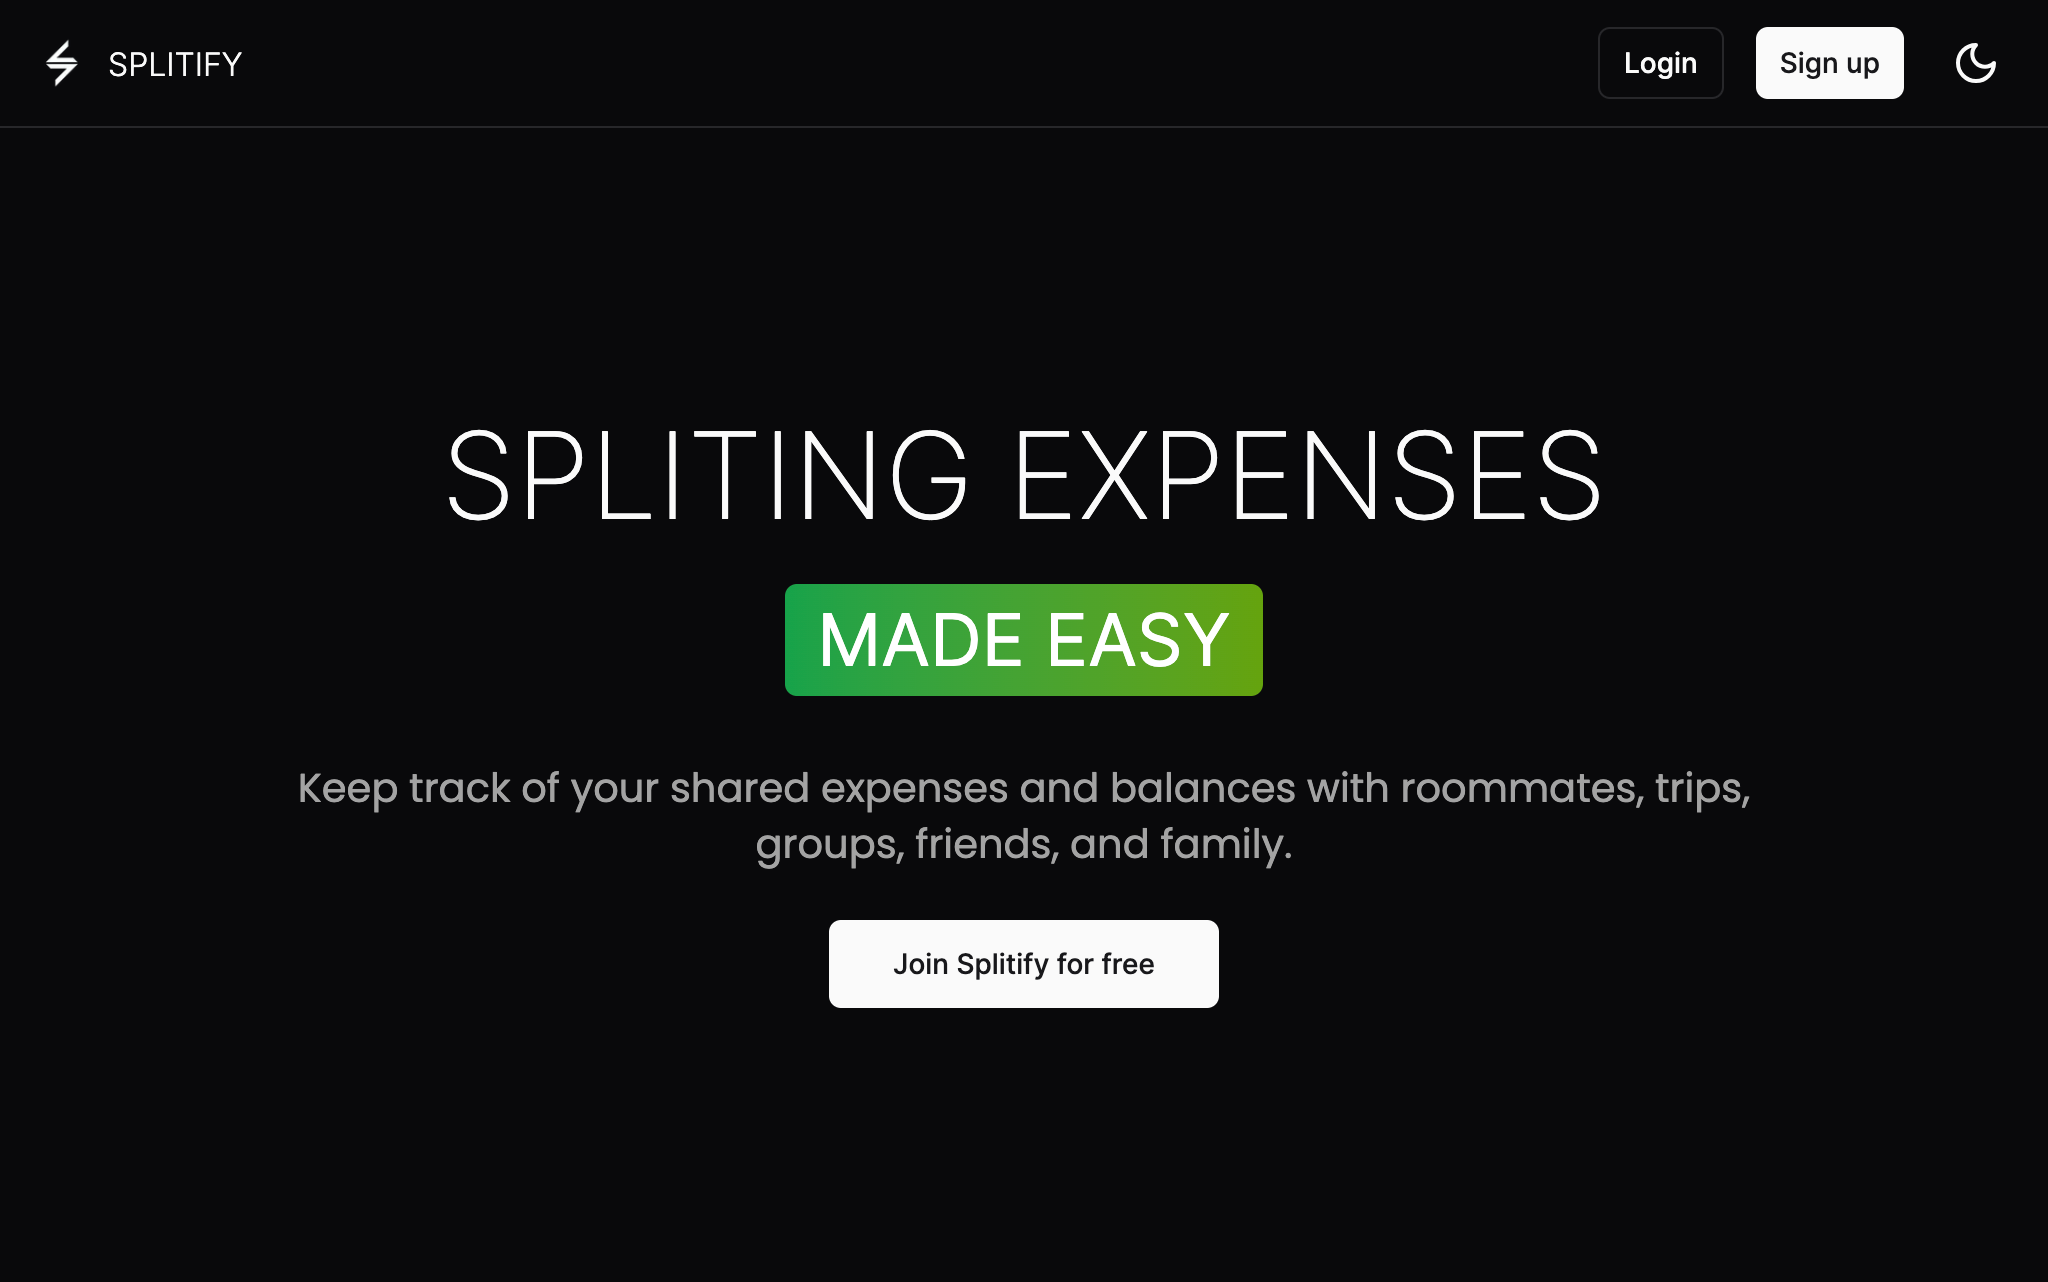 SPLITIFY
Login
Sign up
SPLITING EXPENSES
MADE EASY
Keep track of your shared expenses and balances with roommates, trips,
groups, friends, and family.
Join Splitify for free